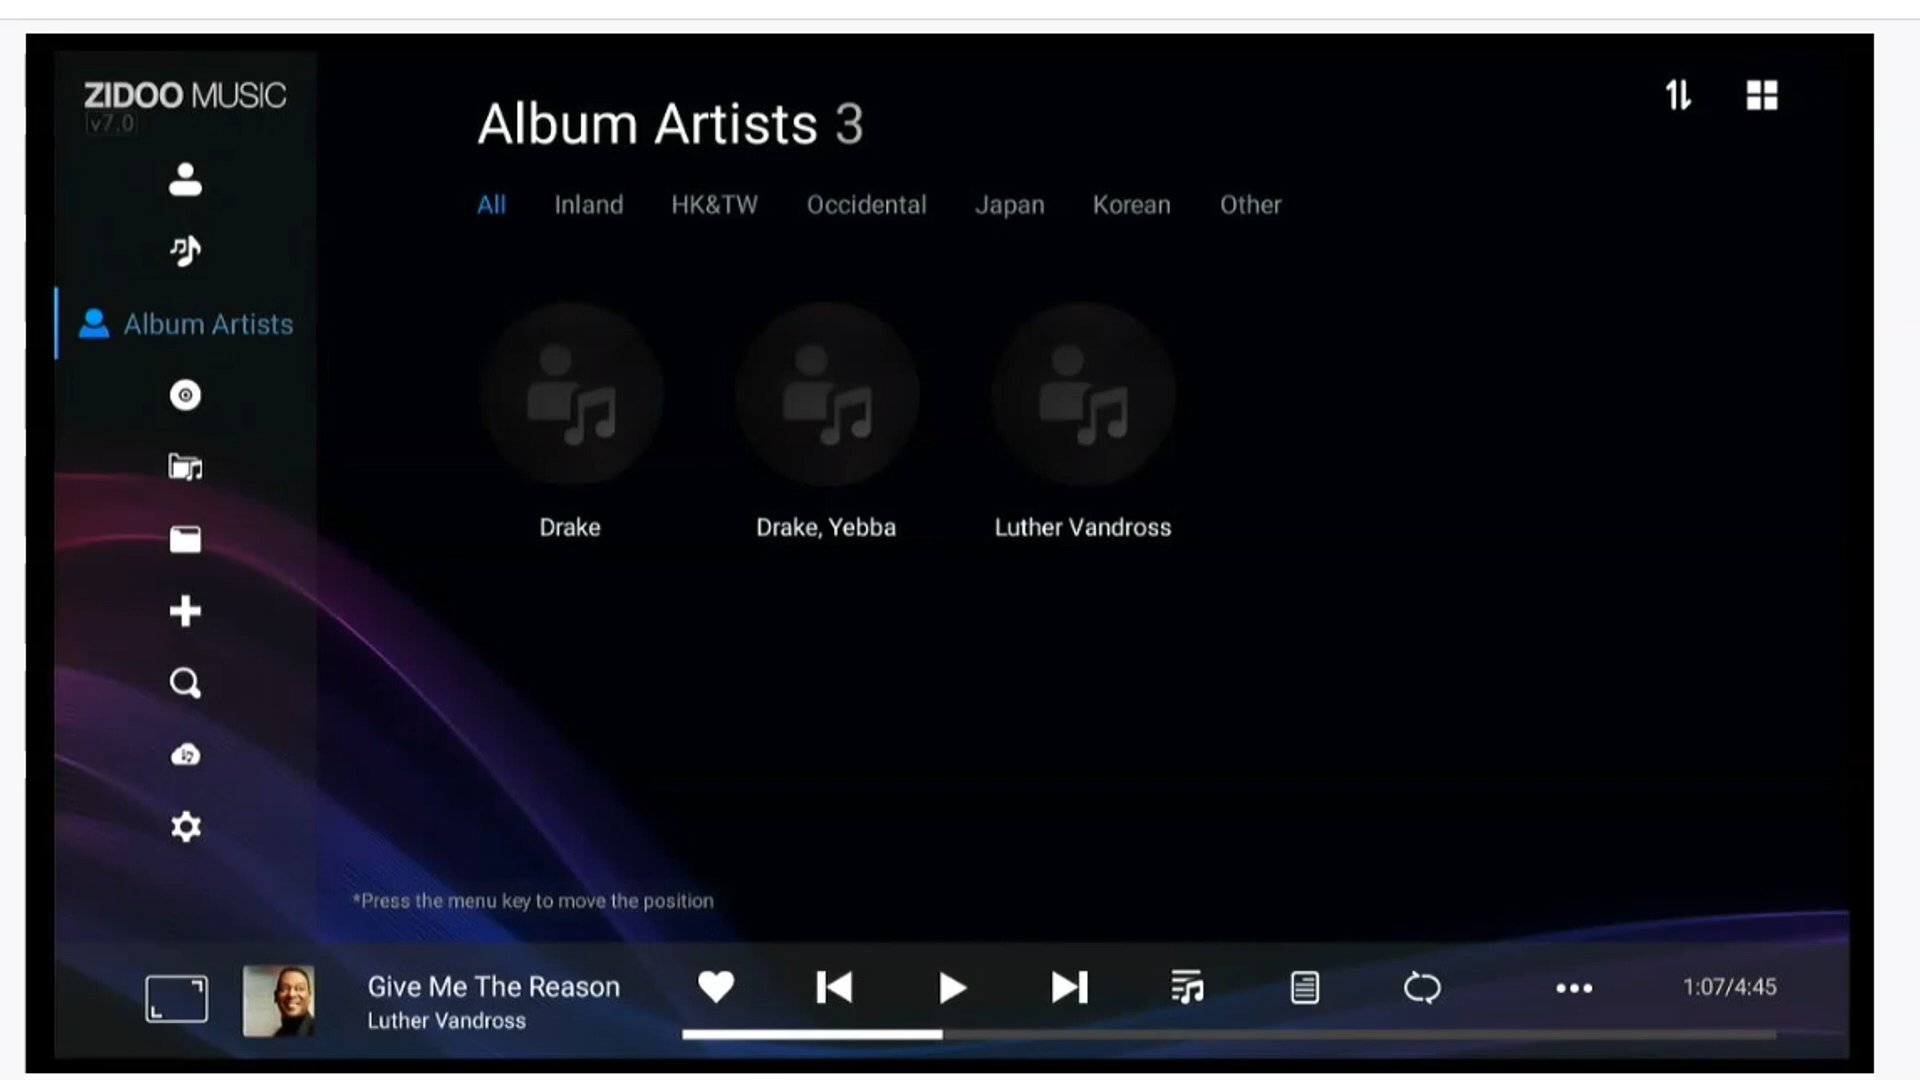 ZIDOO MUSIC
v7.0
Album Artists 3
All Inland HK&TW Occidental Japan Korean Other
Album Artists
Drake Drake, Yebba Luther Vandross
*Press the menu key to move the position
Give Me The Reason
Luther Vandross
1:07/4:45